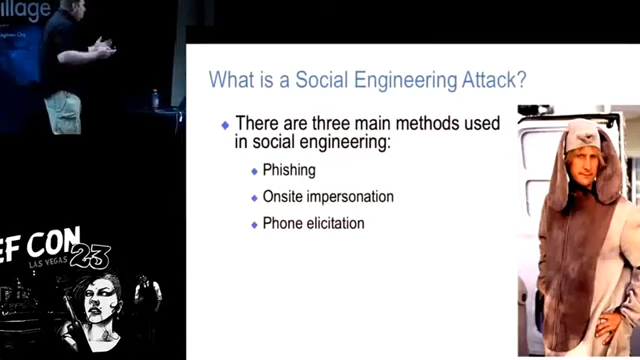 illage
What is a Social Engineering Attack?
There are three main methods used
in social engineering:
Phishing
Onsite impersonation
Phone elicitation
EF CON
LAS VEGAS 23